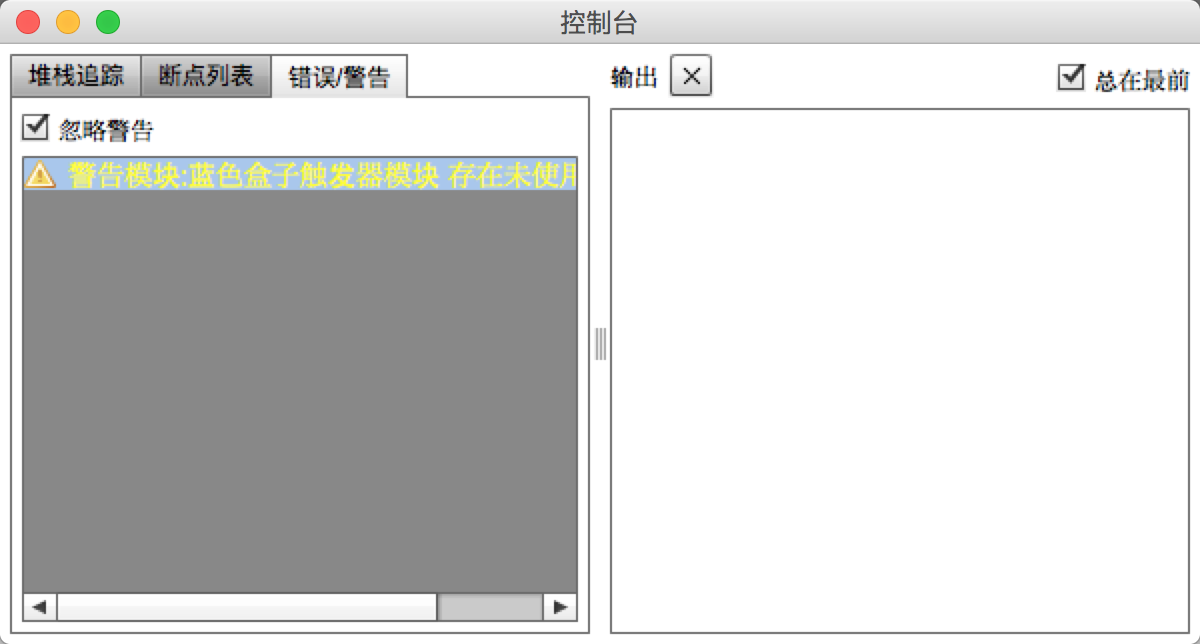 控制台
堆栈追踪 断点列表 错误/警告
输出
总在最前
忽略警告
警告模块:蓝色盒子触发器模块 存在未使用